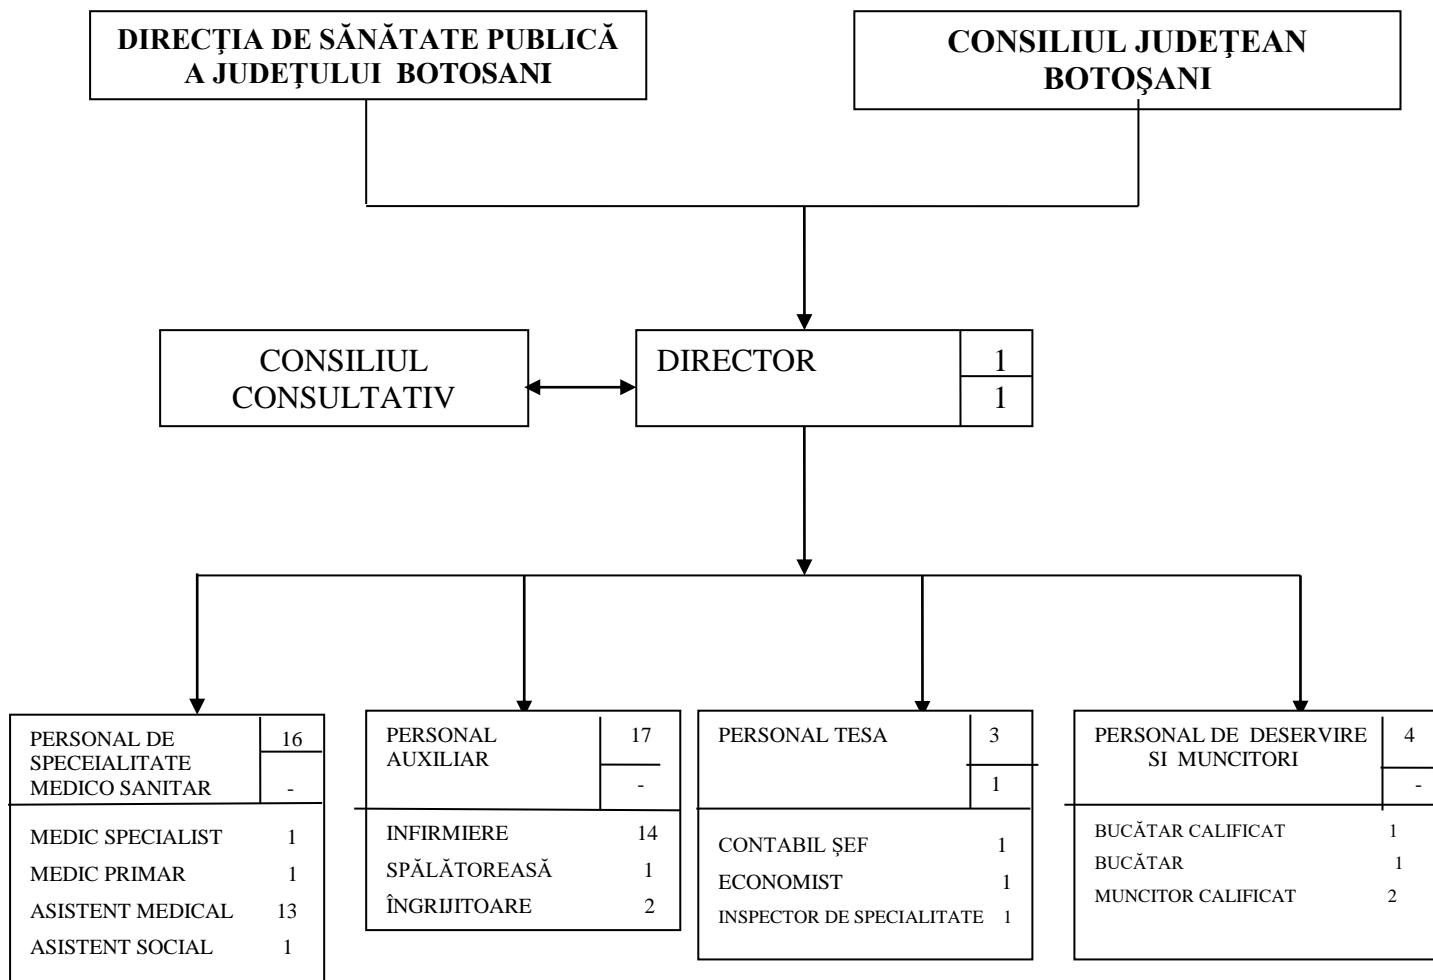 DIRECŢIA DE SĂNĂTATE PUBLICĂ
A JUDEŢULUI BOTOSANI
CONSILIUL JUDEŢEAN
BOTOŞANI
CONSILIUL
CONSULTATIV
DIRECTOR
1
1
PERSONAL DE
SPECEIALITATE
MEDICO SANITAR
16
-
MEDIC SPECIALIST 1
MEDIC PRIMAR 1
ASISTENT MEDICAL 13
ASISTENT SOCIAL 1
PERSONAL
AUXILIAR
17
-
INFIRMIERE 14
SPĂLĂTOREASĂ 1
ÎNGRIJITOARE 2
PERSONAL TESA
3
1
CONTABIL ŞEF 1
ECONOMIST 1
INSPECTOR DE SPECIALITATE 1
PERSONAL DE DESERVIRE
SI MUNCITORI
4
-
BUCĂTAR CALIFICAT 1
BUCĂTAR 1
MUNCITOR CALIFICAT 2